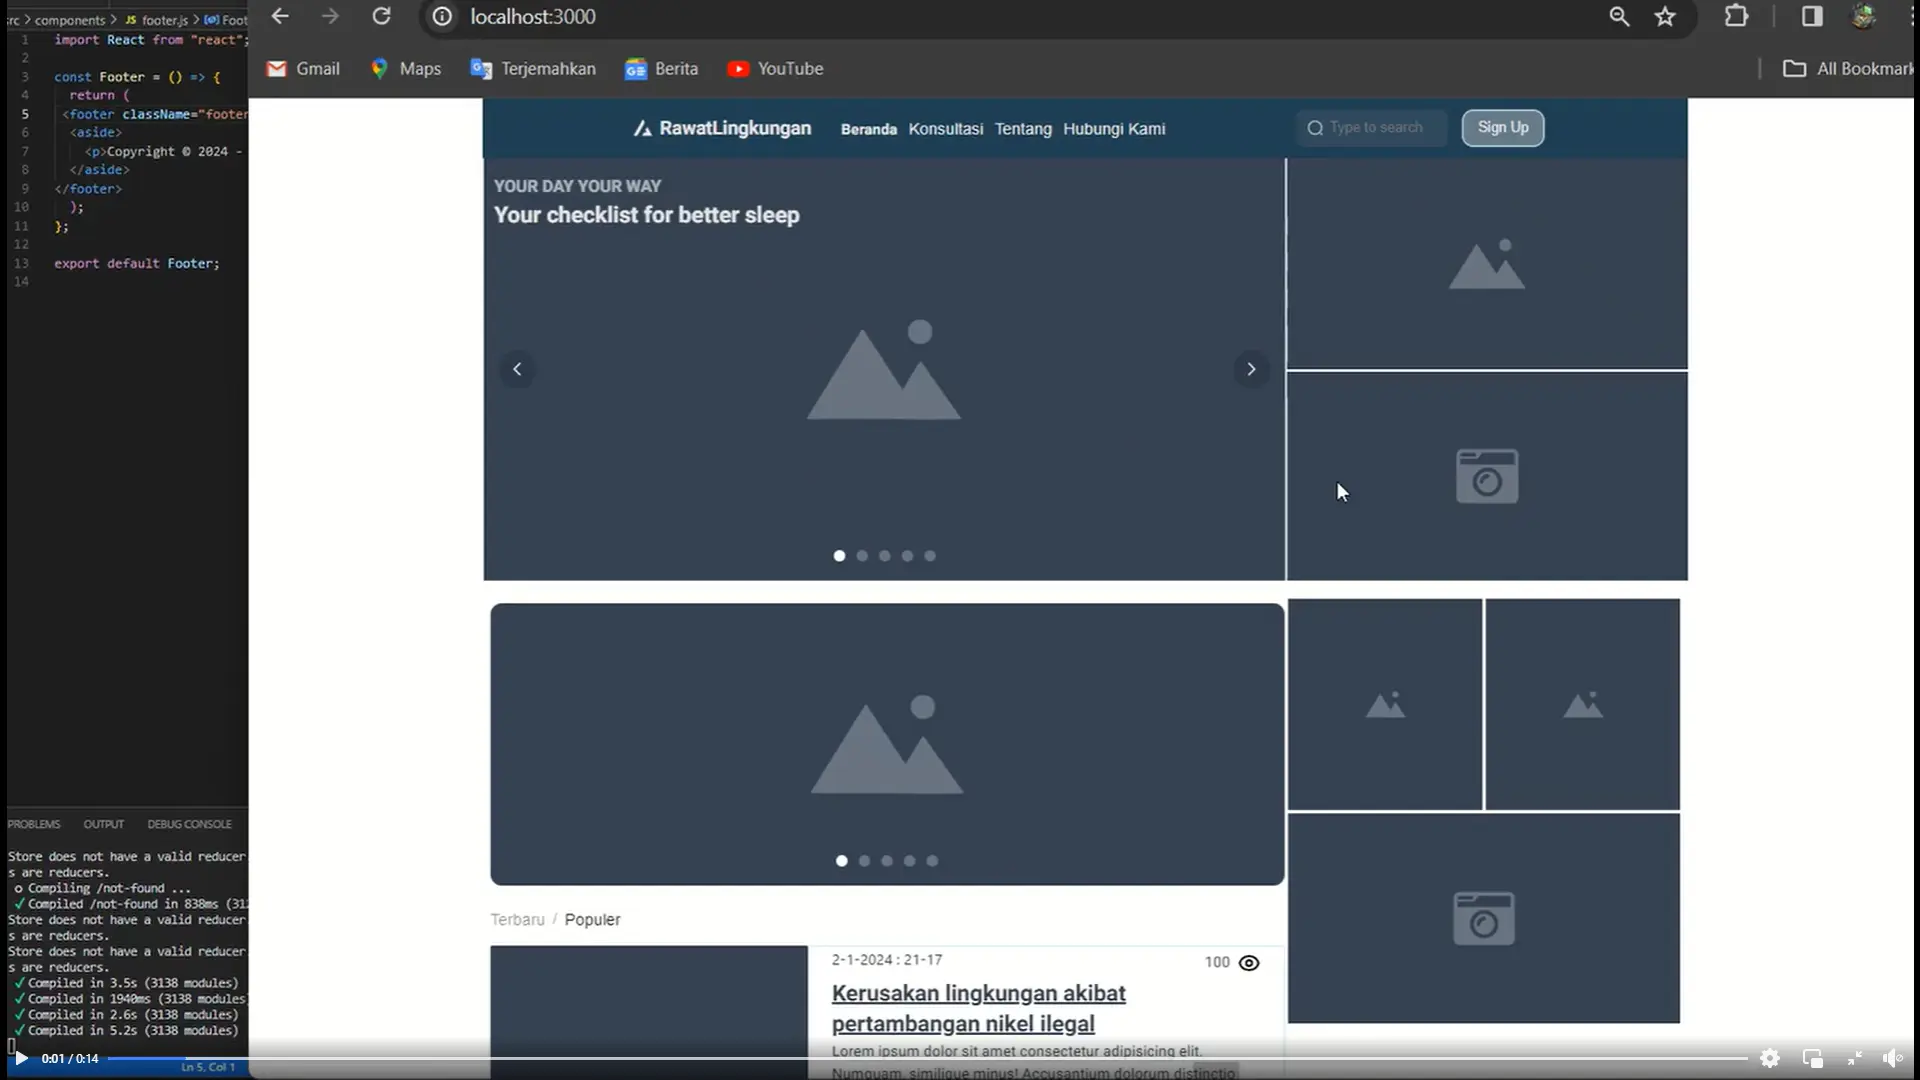 src > components > JS footer.js > Foot
1 import React from "react";
2
3 const Footer = () => {
4 return (
5 <footer className="footer
6 <aside>
7 <p>Copyright © 2024 -
8 </aside>
9 </footer>
10 );
11 };
12
13 export default Footer;
14
PROBLEMS OUTPUT DEBUG CONSOLE
Store does not have a valid reducer
s are reducers.
○ Compiling /not-found ...
✓ Compiled /not-found in 838ms (312
Store does not have a valid reducer
s are reducers.
Store does not have a valid reducer
s are reducers.
✓ Compiled in 3.5s (3138 modules)
✓ Compiled in 1940ms (3138 modules
✓ Compiled in 2.6s (3138 modules)
✓ Compiled in 5.2s (3138 modules)
Ln 5, Col 1
localhost:3000
Gmail Maps Terjemahkan Berita YouTube All Bookmark
RawatLingkungan Beranda Konsultasi Tentang Hubungi Kami Type to search Sign Up
YOUR DAY YOUR WAY
Your checklist for better sleep
Terbaru / Populer
2-1-2024 : 21-17 100
Kerusakan lingkungan akibat
pertambangan nikel ilegal
Lorem ipsum dolor sit amet consectetur adipisicing elit.
Numquam, similique minus! Accusantium dolorum distinctio
0:01 / 0:14